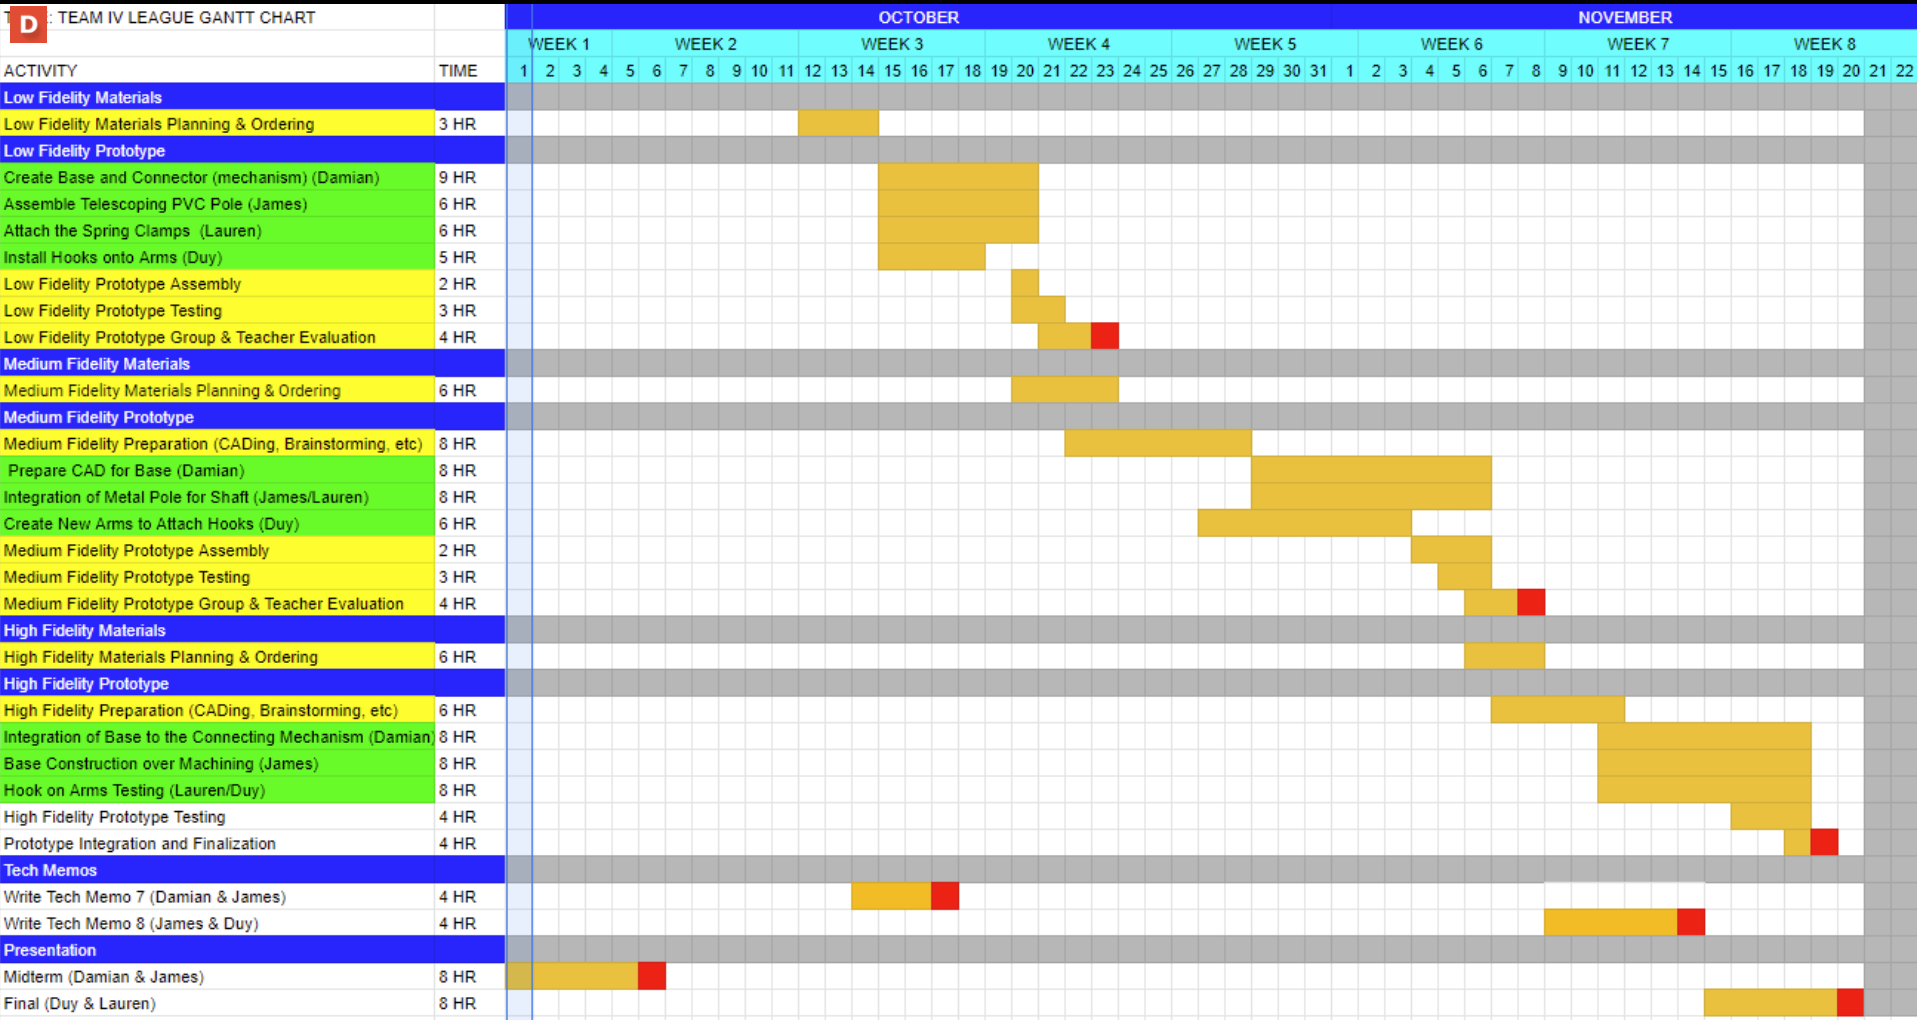 D
: TEAM IV LEAGUE GANTT CHART OCTOBER NOVEMBER
WEEK 1 WEEK 2 WEEK 3 WEEK 4 WEEK 5 WEEK 6 WEEK 7 WEEK 8
ACTIVITY TIME 1 2 3 4 5 6 7 8 9 10 11 12 13 14 15 16 17 18 19 20 21 22 23 24 25 26 27 28 29 30 31 1 2 3 4 5 6 7 8 9 10 11 12 13 14 15 16 17 18 19 20 21 22
Low Fidelity Materials
Low Fidelity Materials Planning & Ordering 3 HR
Low Fidelity Prototype
Create Base and Connector (mechanism) (Damian) 9 HR
Assemble Telescoping PVC Pole (James) 6 HR
Attach the Spring Clamps (Lauren) 6 HR
Install Hooks onto Arms (Duy) 5 HR
Low Fidelity Prototype Assembly 2 HR
Low Fidelity Prototype Testing 3 HR
Low Fidelity Prototype Group & Teacher Evaluation 4 HR
Medium Fidelity Materials
Medium Fidelity Materials Planning & Ordering 6 HR
Medium Fidelity Prototype
Medium Fidelity Preparation (CADing, Brainstorming, etc) 8 HR
Prepare CAD for Base (Damian) 8 HR
Integration of Metal Pole for Shaft (James/Lauren) 8 HR
Create New Arms to Attach Hooks (Duy) 6 HR
Medium Fidelity Prototype Assembly 2 HR
Medium Fidelity Prototype Testing 3 HR
Medium Fidelity Prototype Group & Teacher Evaluation 4 HR
High Fidelity Materials
High Fidelity Materials Planning & Ordering 6 HR
High Fidelity Prototype
High Fidelity Preparation (CADing, Brainstorming, etc) 6 HR
Integration of Base to the Connecting Mechanism (Damian) 8 HR
Base Construction over Machining (James) 8 HR
Hook on Arms Testing (Lauren/Duy) 8 HR
High Fidelity Prototype Testing 4 HR
Prototype Integration and Finalization 4 HR
Tech Memos
Write Tech Memo 7 (Damian & James) 4 HR
Write Tech Memo 8 (James & Duy) 4 HR
Presentation
Midterm (Damian & James) 8 HR
Final (Duy & Lauren) 8 HR